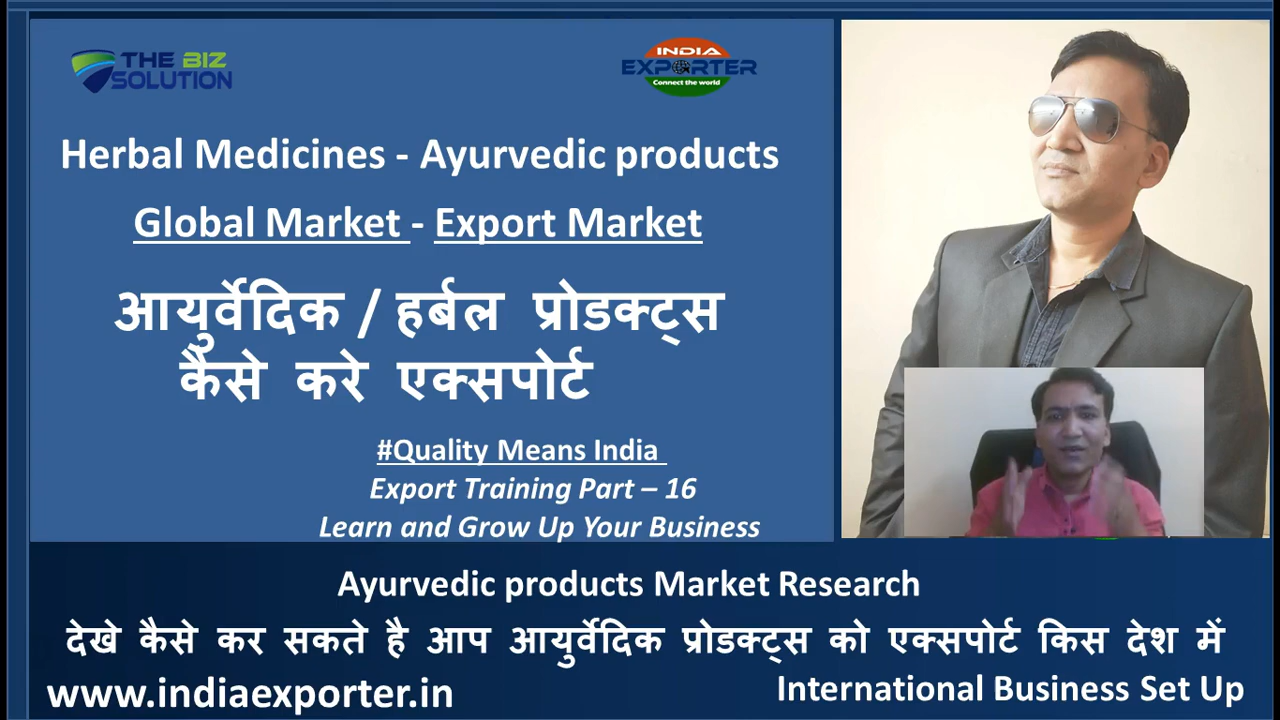 THE BIZ
SOLUTION
INDIA
EXPORTER
Connect the world
Herbal Medicines - Ayurvedic products
Global Market - Export Market
आयुर्वेदिक / हर्बल प्रोडक्ट्स
कैसे करे एक्सपोर्ट
#Quality Means India
Export Training Part – 16
Learn and Grow Up Your Business
Ayurvedic products Market Research
देखे कैसे कर सकते है आप आयुर्वेदिक प्रोडक्ट्स को एक्सपोर्ट किस देश में
www.indiaexporter.in
International Business Set Up